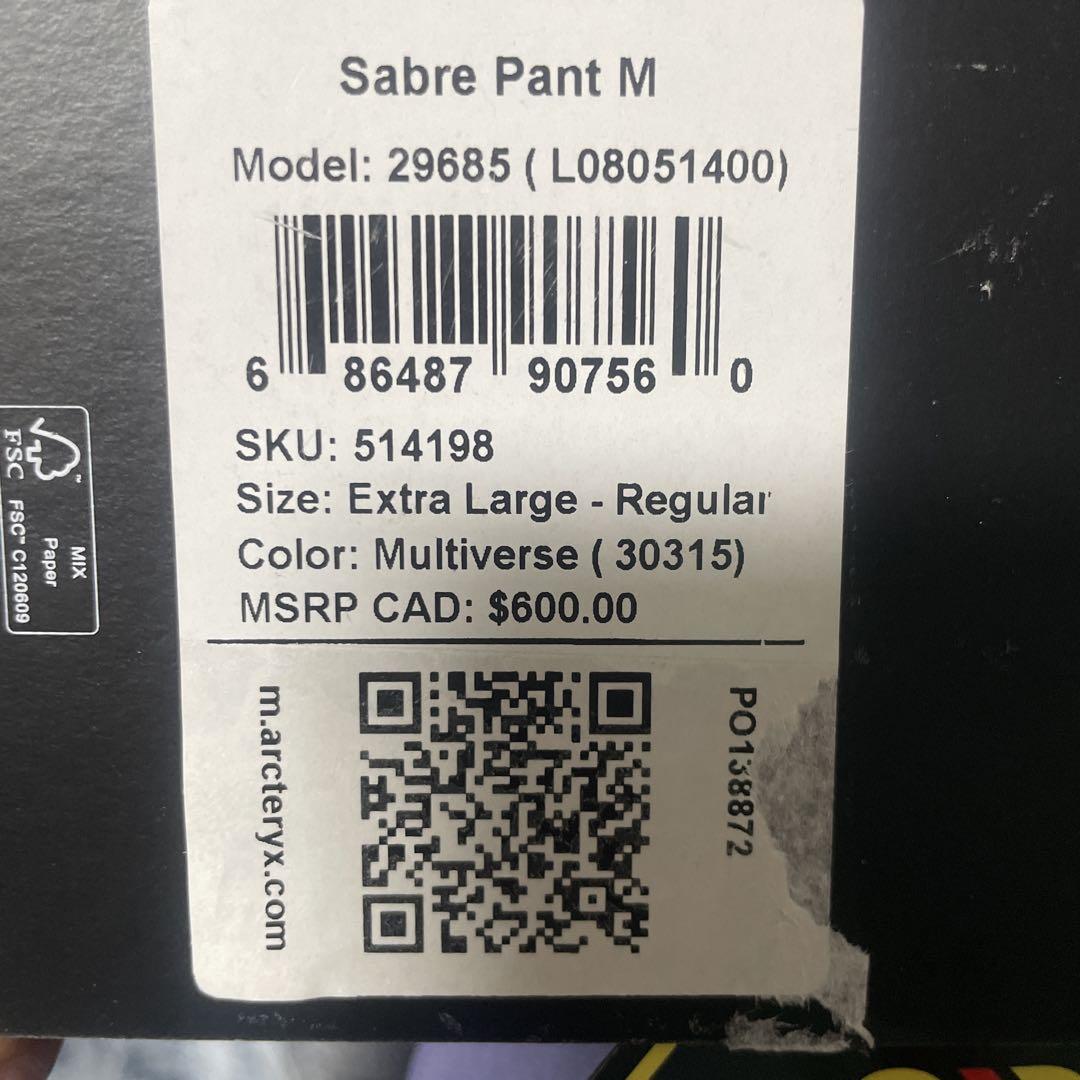 Sabre Pant M
Model: 29685 ( L08051400)
6 86487 90756 0
SKU: 514198
Size: Extra Large - Regular
Color: Multiverse ( 30315)
MSRP CAD: $600.00
m.arcteryx.com
PO138872
FSC
MIX
Paper
FSC™ C120609